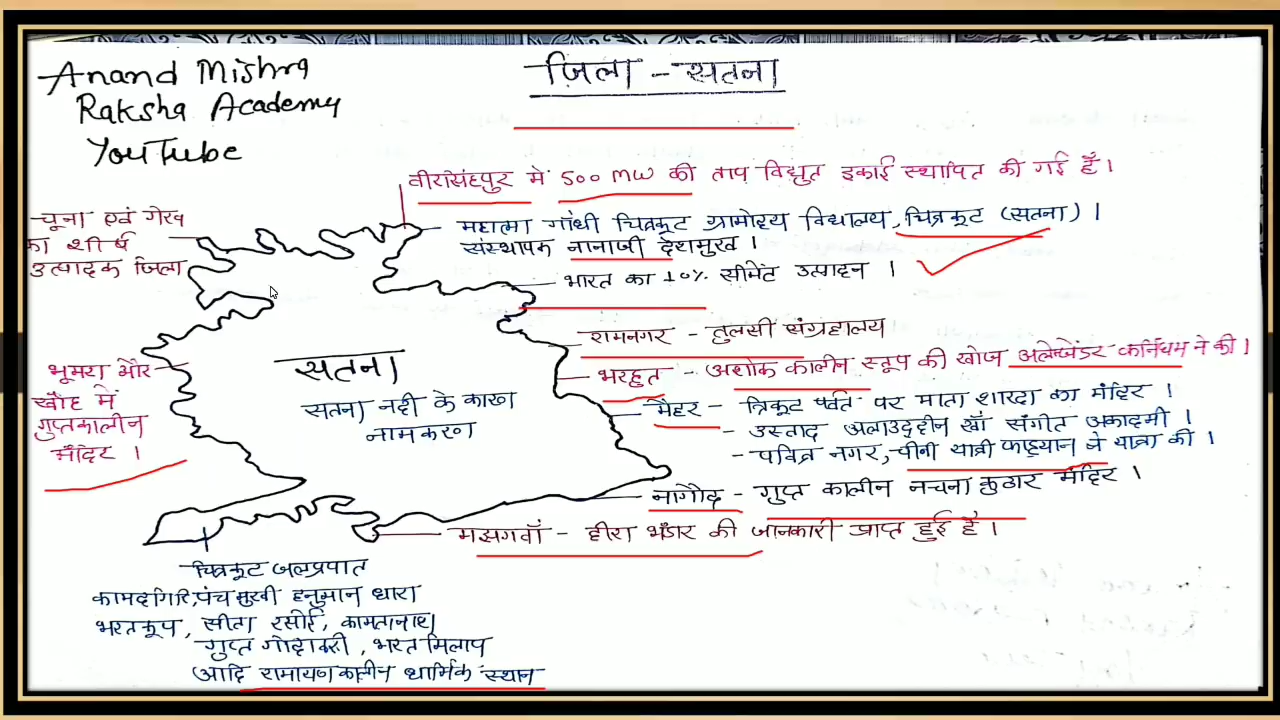 Anand Mishra
Raksha Academy
YouTube
ज़िला - सतना
वीरसिंहपुर में 500 MW की ताप विद्युत इकाई स्थापित की गई है।
महात्मा गाँधी चित्रकूट ग्रामोदय विद्यालय, चित्रकूट (सतना)।
संस्थापक नानाजी देशमुख।
भारत का 10% सीमेंट उत्पादन।
चूना एवं गेरू
का शीर्ष
उत्पादक जिला
रामनगर - तुलसी संग्रहालय
भरहुत - अशोक कालीन स्तूप की खोज अलेक्जेंडर कनिंघम ने की।
मैहर - त्रिकूट पर्वत पर माता शारदा का मंदिर।
- उस्ताद अलाउद्दीन खाँ संगीत अकादमी।
- पवित्र नगर, चीनी यात्री फाह्यान ने यात्रा की।
नागौद - गुप्त कालीन नचना कुठार मंदिर।
मझगवाँ - हीरा भंडार की जानकारी प्राप्त हुई है।
सतना
सतना नदी के कारण
नामकरण
भूमरा और
खोह में
गुप्तकालीन
मंदिर।
चित्रकूट जलप्रपात
कामदगिरि, पंचमुखी हनुमान धारा
भरतकूप, सीता रसोई, कामतानाथ
गुप्त गोदावरी, भरत मिलाप
आदि रामायण कालीन धार्मिक स्थान